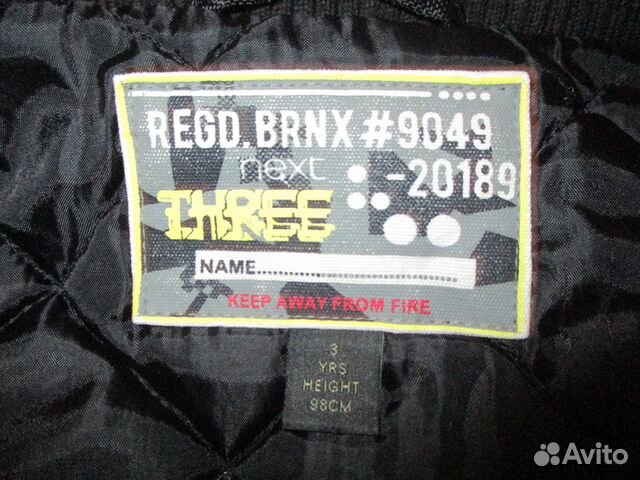 REGD. BRNX #9049
next
-20189
THREE
NAME....................................................
KEEP AWAY FROM FIRE
3
YRS
HEIGHT
98CM
Avito